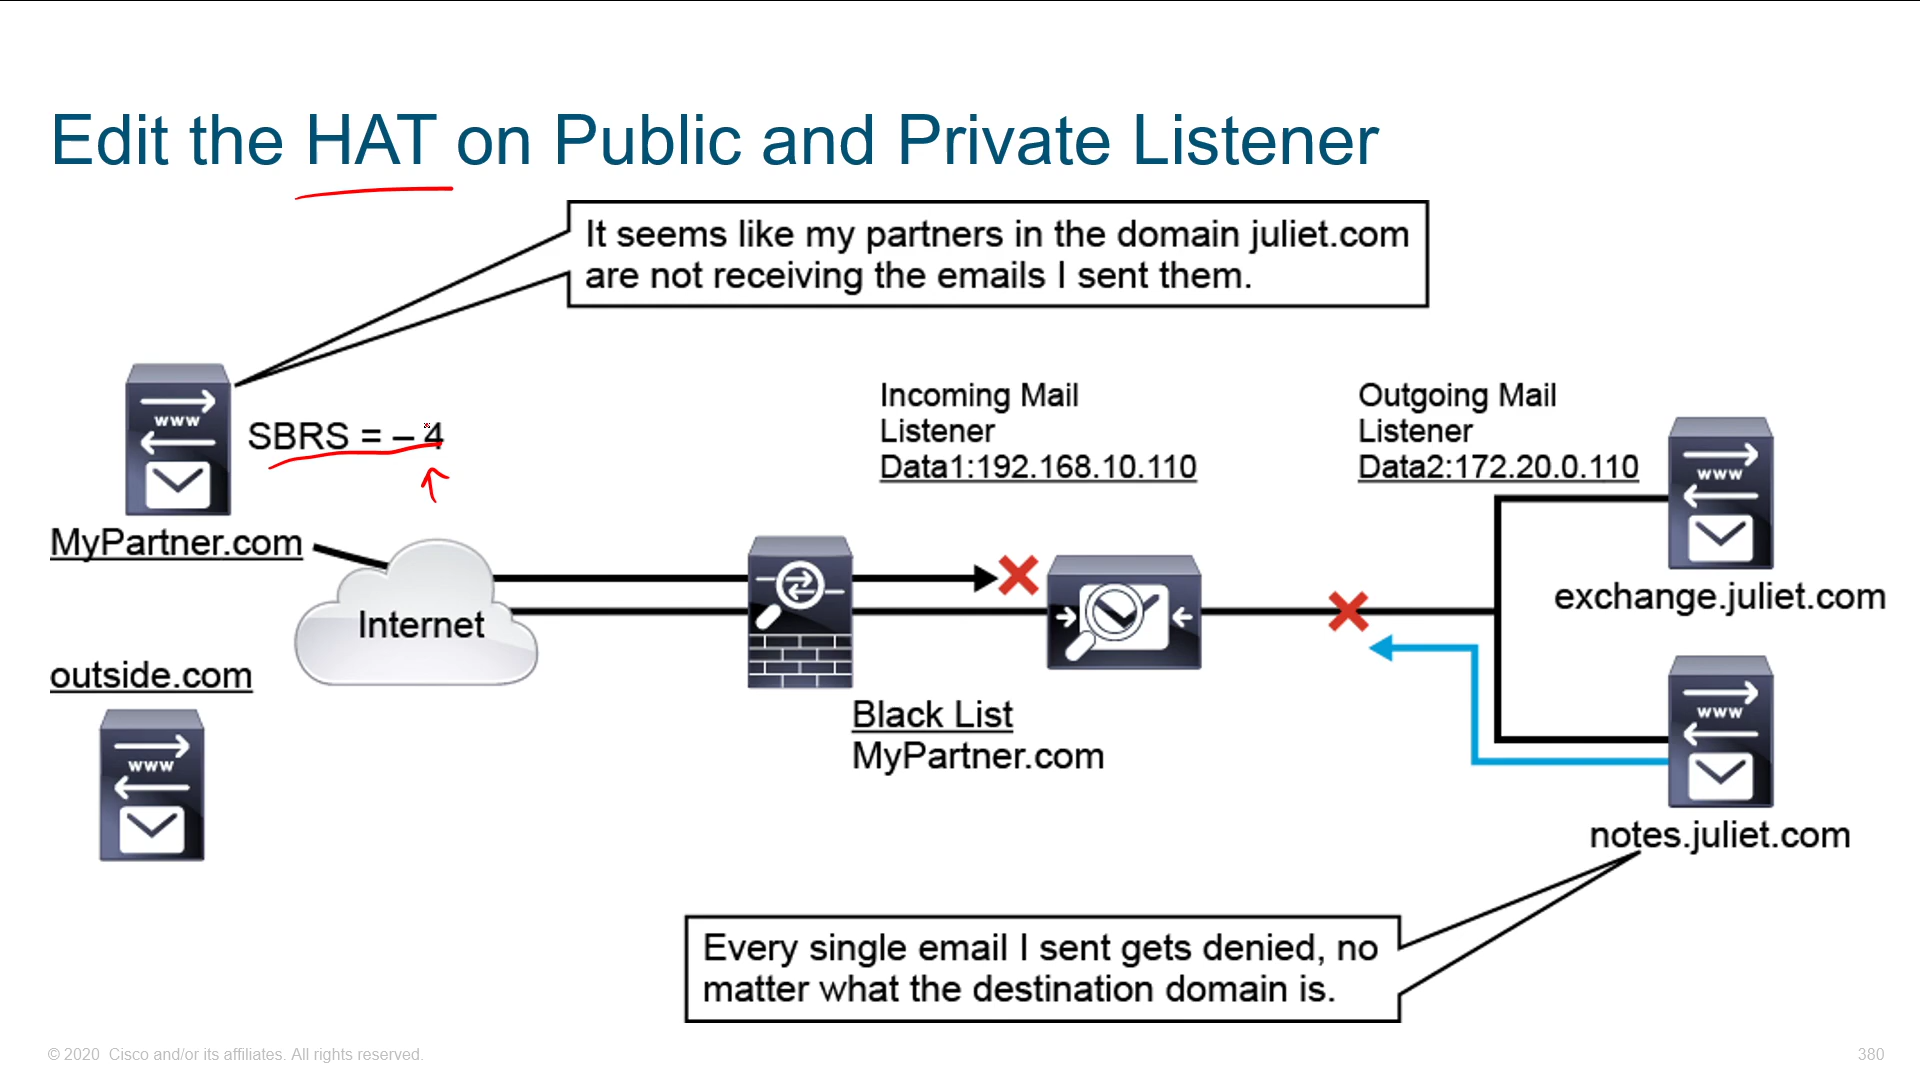 Edit the HAT on Public and Private Listener
It seems like my partners in the domain juliet.com
are not receiving the emails I sent them.
www
SBRS = – 4
MyPartner.com
Internet
outside.com
www
Incoming Mail
Listener
Data1:192.168.10.110
Outgoing Mail
Listener
Data2:172.20.0.110
www
exchange.juliet.com
Black List
MyPartner.com
www
notes.juliet.com
Every single email I sent gets denied, no
matter what the destination domain is.
© 2020 Cisco and/or its affiliates. All rights reserved.
380